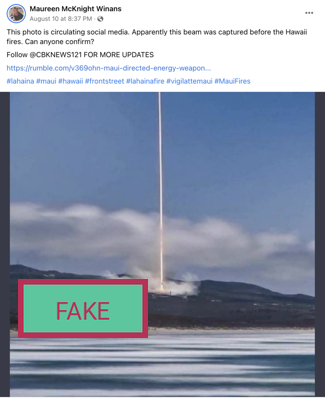 Maureen McKnight Winans
August 10 at 8:37 PM ·
This photo is circulating social media. Apparently this beam was captured before the Hawaii
fires. Can anyone confirm?
Follow @CBKNEWS121 FOR MORE UPDATES
https://rumble.com/v369ohn-maui-directed-energy-weapon...
#lahaina #maui #hawaii #frontstreet #lahainafire #vigilattemaui #MauiFires
FAKE